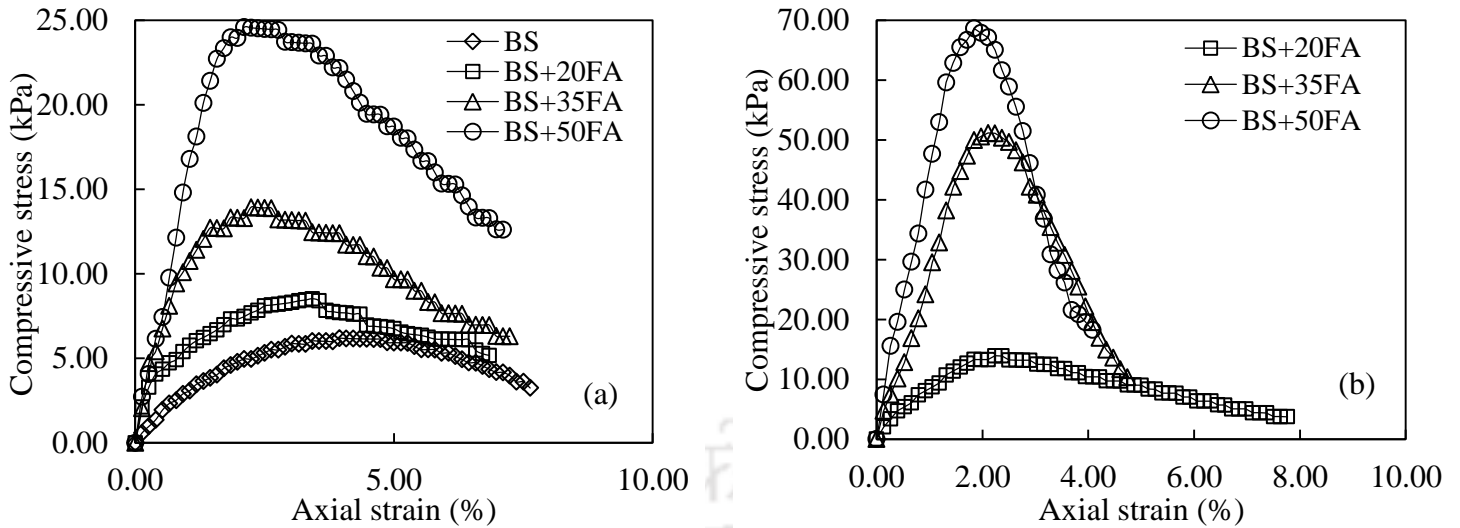 25.00
20.00
15.00
10.00
5.00
0.00
Compressive stress (kPa)
BS
BS+20FA
BS+35FA
BS+50FA
(a)
0.00
5.00
10.00
Axial strain (%)
70.00
60.00
50.00
40.00
30.00
20.00
10.00
0.00
Compressive stress (kPa)
BS+20FA
BS+35FA
BS+50FA
(b)
0.00
2.00
4.00
6.00
8.00
10.00
Axial strain (%)